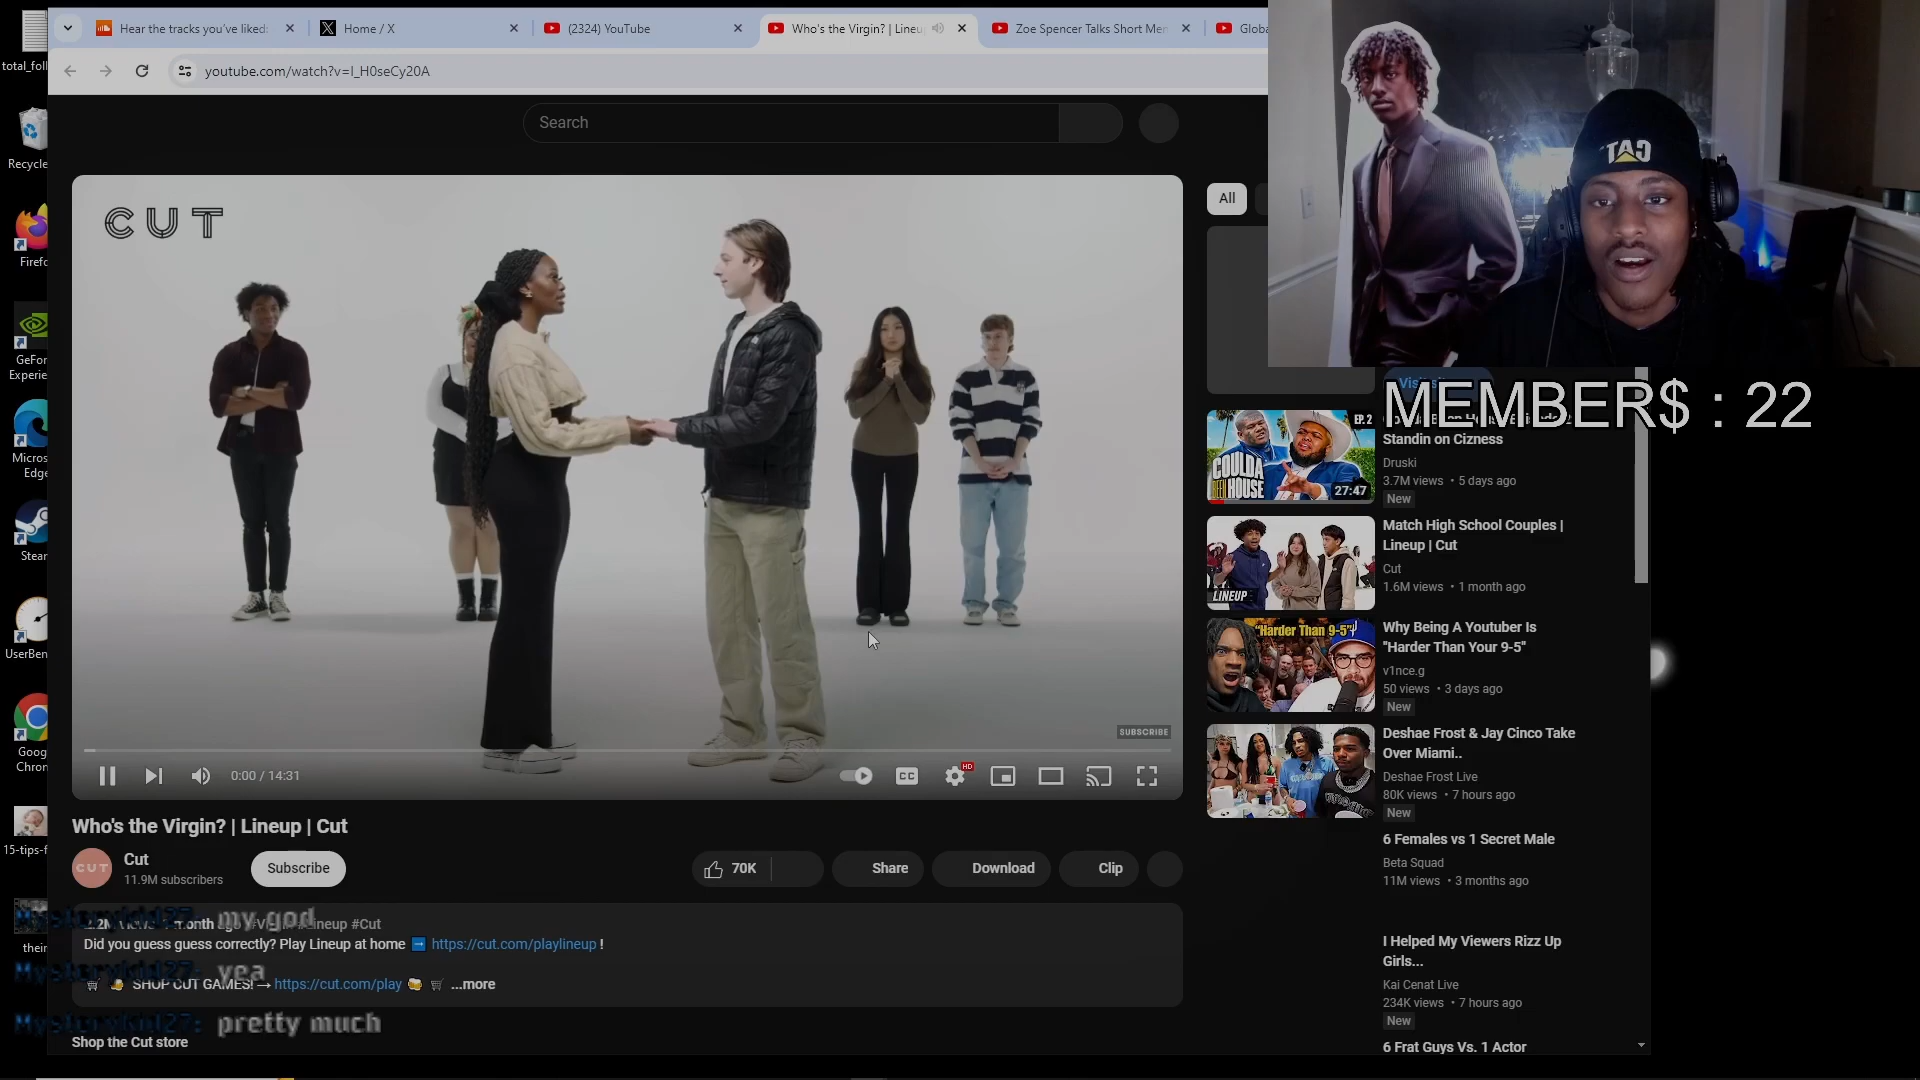 total_foll
Recycle
Firefo
GeFor
Experie
Micros
Edge
Stear
UserBen
Goog
Chron
15-tips-f
their
Hear the tracks you've liked:
Home / X
(2324) YouTube
Who's the Virgin? | Lineu
Zoe Spencer Talks Short Men
Globa
youtube.com/watch?v=I_H0seCy20A
Search
CUT
SUBSCRIBE
0:00 / 14:31
CC
HD
Who's the Virgin? | Lineup | Cut
CUT
Cut
11.9M subscribers
Subscribe
70K
Share
Download
Clip
Did you guess guess correctly? Play Lineup at home ➡ https://cut.com/playlineup !
SHOP CUT GAMES! → https://cut.com/play ...more
Shop the Cut store
Mysterykid27: my god
Mysterykid27: yea
Mysterykid27: pretty much
CAT
MEMBER$ : 22
All
EP.2
COULDA
BEEN HOUSE
27:47
Standin on Cizness
Druski
3.7M views • 5 days ago
New
LINEUP
Match High School Couples |
Lineup | Cut
Cut
1.6M views • 1 month ago
"Harder Than 9-5"
Why Being A Youtuber Is
"Harder Than Your 9-5"
v1nce.g
50 views • 3 days ago
New
Deshae Frost & Jay Cinco Take
Over Miami..
Deshae Frost Live
80K views • 7 hours ago
New
6 Females vs 1 Secret Male
Beta Squad
11M views • 3 months ago
I Helped My Viewers Rizz Up
Girls...
Kai Cenat Live
234K views • 7 hours ago
New
6 Frat Guys Vs. 1 Actor